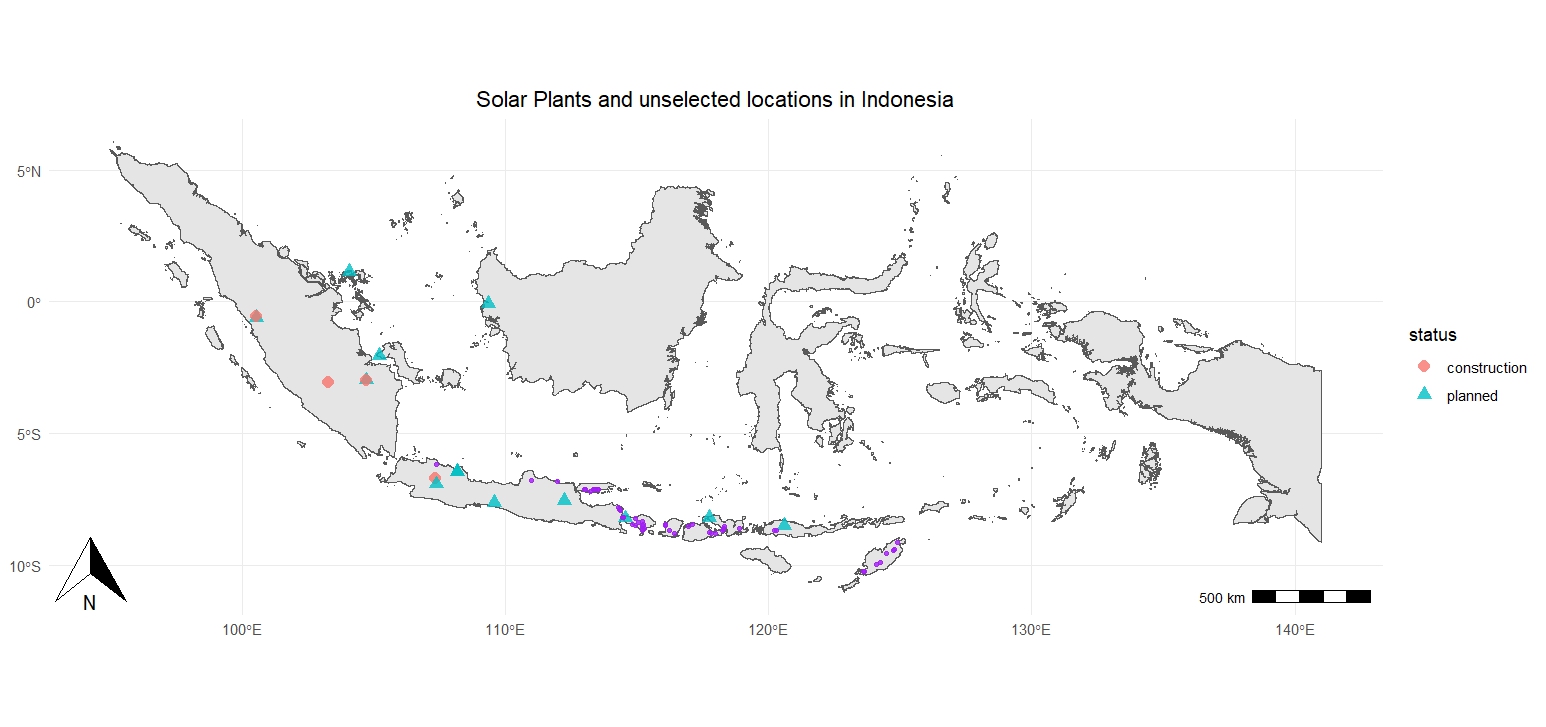 Solar Plants and unselected locations in Indonesia
5°N
0°
5°S
10°S
100°E
110°E
120°E
130°E
140°E
N
500 km
status
construction
planned